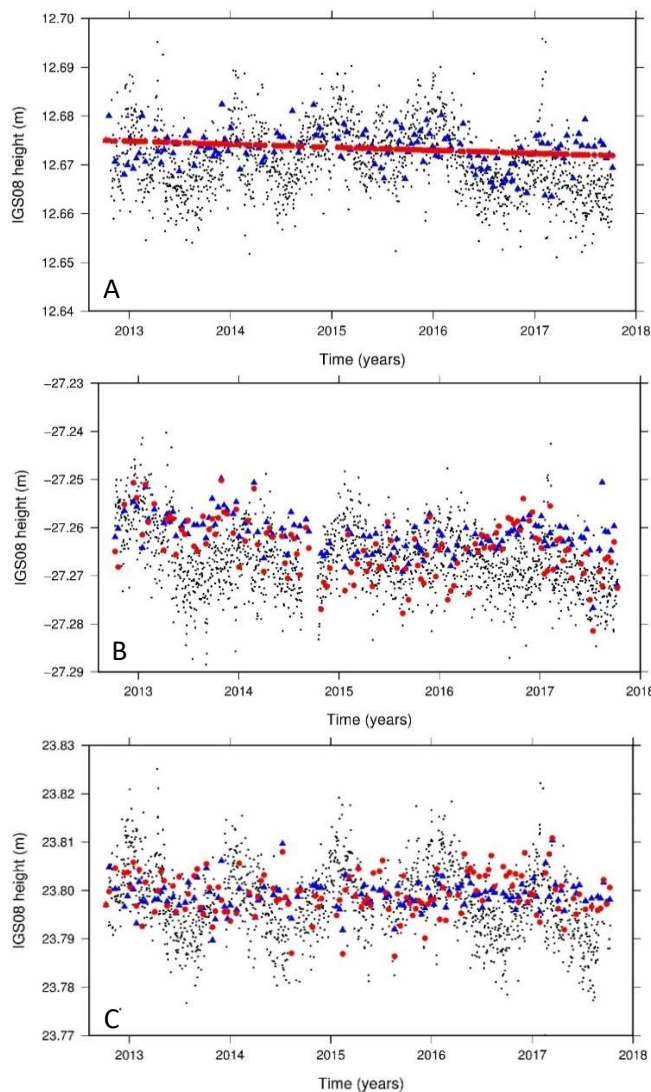 12.70
12.69
12.68
12.67
12.66
12.65
12.64
IGS08 height (m)
A
2013 2014 2015 2016 2017 2018
Time (years)
−27.23
−27.24
−27.25
−27.26
−27.27
−27.28
−27.29
IGS08 height (m)
B
2013 2014 2015 2016 2017 2018
Time (years)
23.83
23.82
23.81
23.80
23.79
23.78
23.77
IGS08 height (m)
C
2013 2014 2015 2016 2017 2018
Time (years)